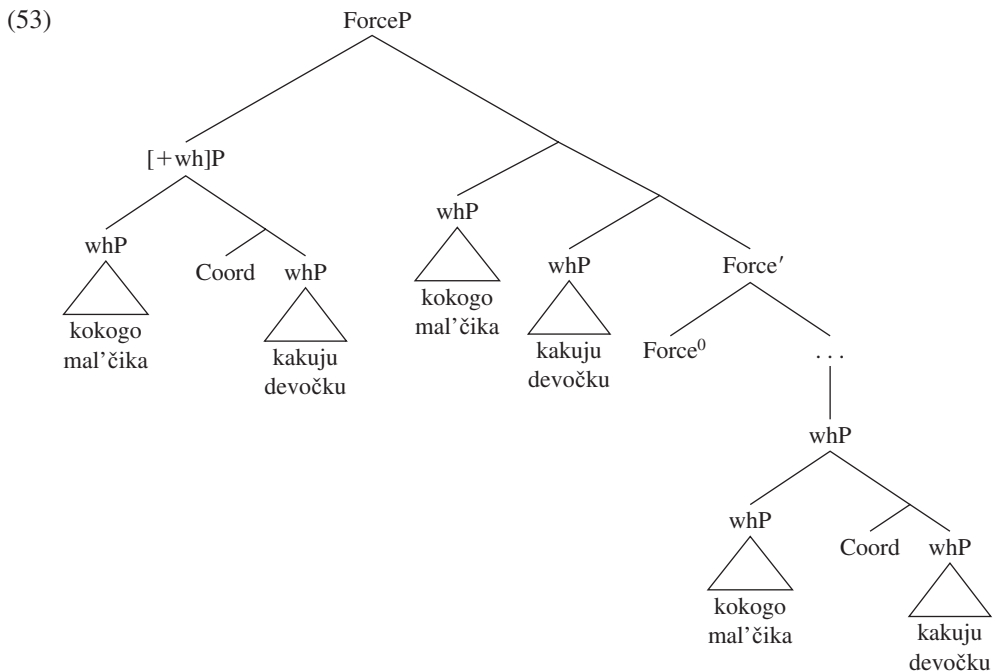 (53)
ForceP
[+wh]P
whP
whP
Coord
whP
whP
Force′
kokogo
mal’čika
kakuju
devočku
kokogo
mal’čika
kakuju
devočku
Force⁰
. . .
whP
whP
Coord
whP
kokogo
mal’čika
kakuju
devočku